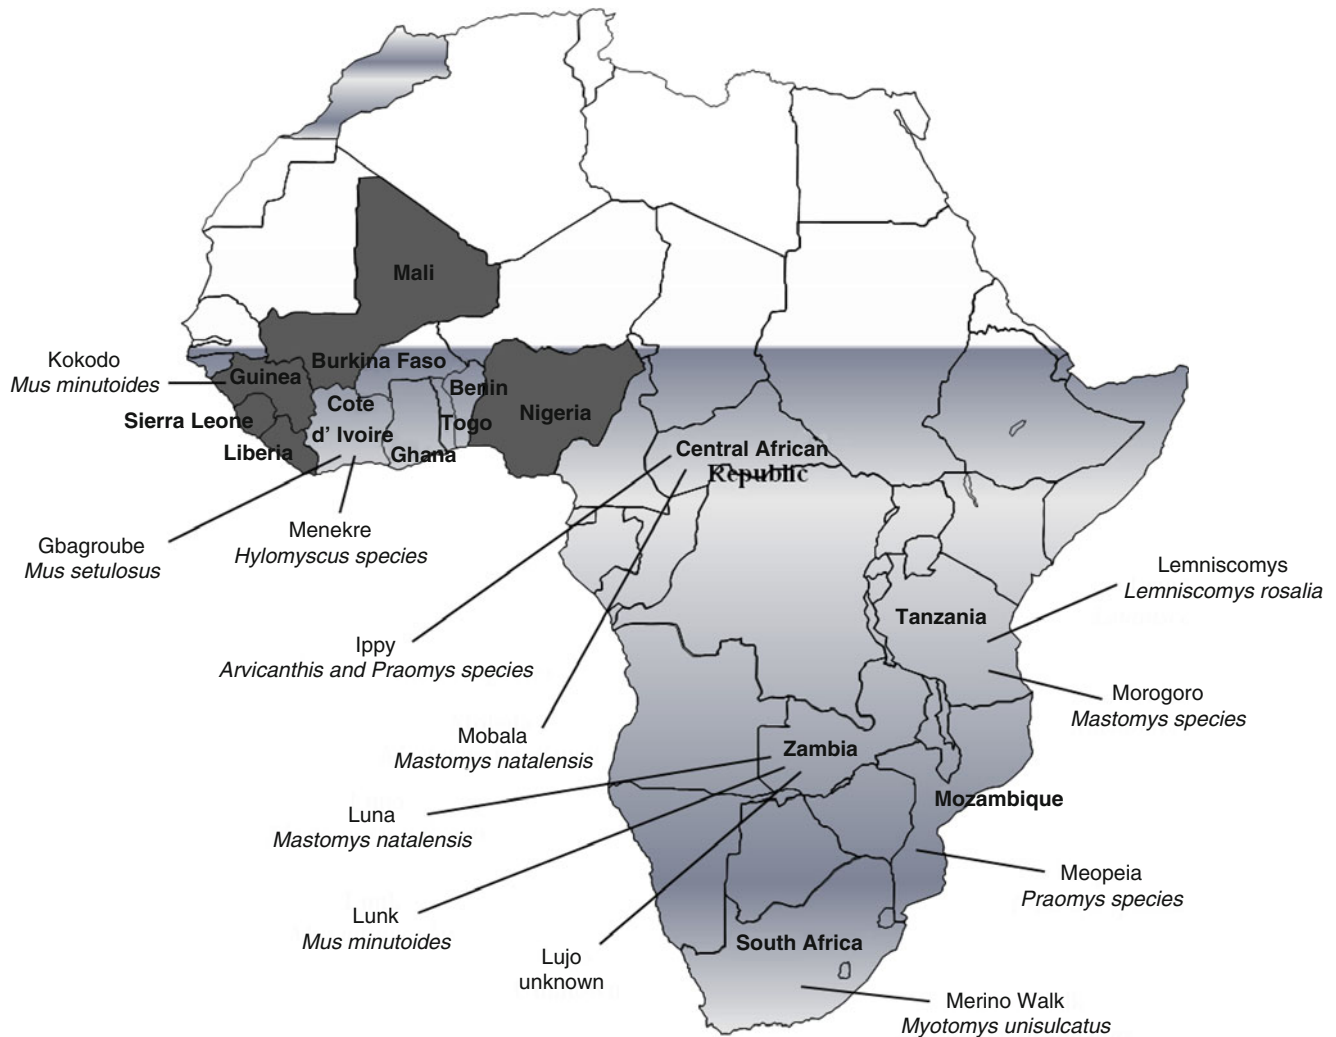 Mali
Kokodo
Mus minutoides
Burkina Faso
Guinea
Benin
Cote
d' Ivoire
Sierra Leone
Togo
Nigeria
Liberia
Ghana
Central African
Republic
Menekre
Hylomyscus species
Gbagroube
Mus setulosus
Lemniscomys
Lemniscomys rosalia
Tanzania
Ippy
Arvicanthis and Praomys species
Morogoro
Mastomys species
Mobala
Mastomys natalensis
Zambia
Mozambique
Luna
Mastomys natalensis
Meopeia
Praomys species
Lunk
Mus minutoides
South Africa
Lujo
unknown
Merino Walk
Myotomys unisulcatus